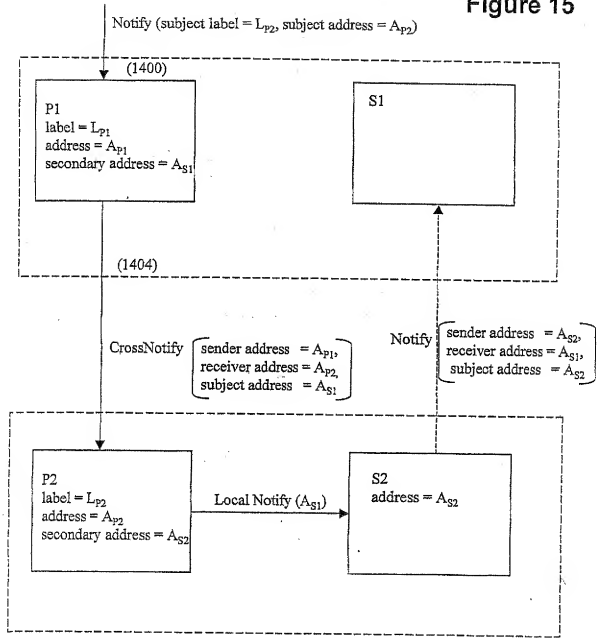 Figure 15
Notify (subject label = LP2, subject address = AP2)
(1400)
P1
label = LP1
address = AP1
secondary address = AS1
S1
(1404)
CrossNotify
sender address = AP1,
receiver address = AP2,
subject address = AS1
Notify
sender address = AS2,
receiver address = AS1,
subject address = AS2
P2
label = LP2
address = AP2
secondary address = AS2
Local Notify (AS1)
S2
address = AS2